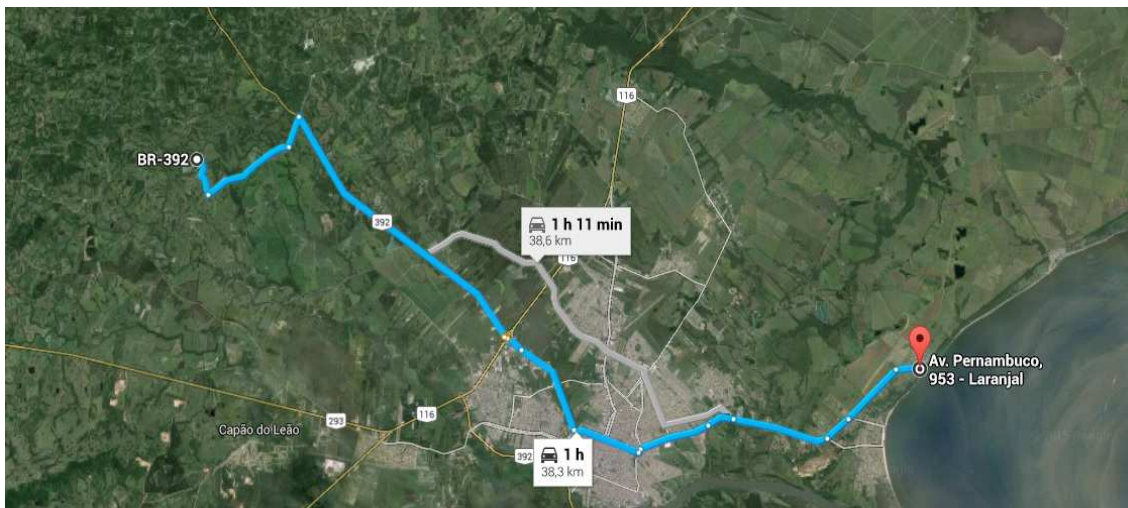 116
BR-392
392
1 h 11 min
38,6 km
116
Av. Pernambuco,
953 - Laranjal
293
116
Capão do Leão
392
1 h
38,3 km